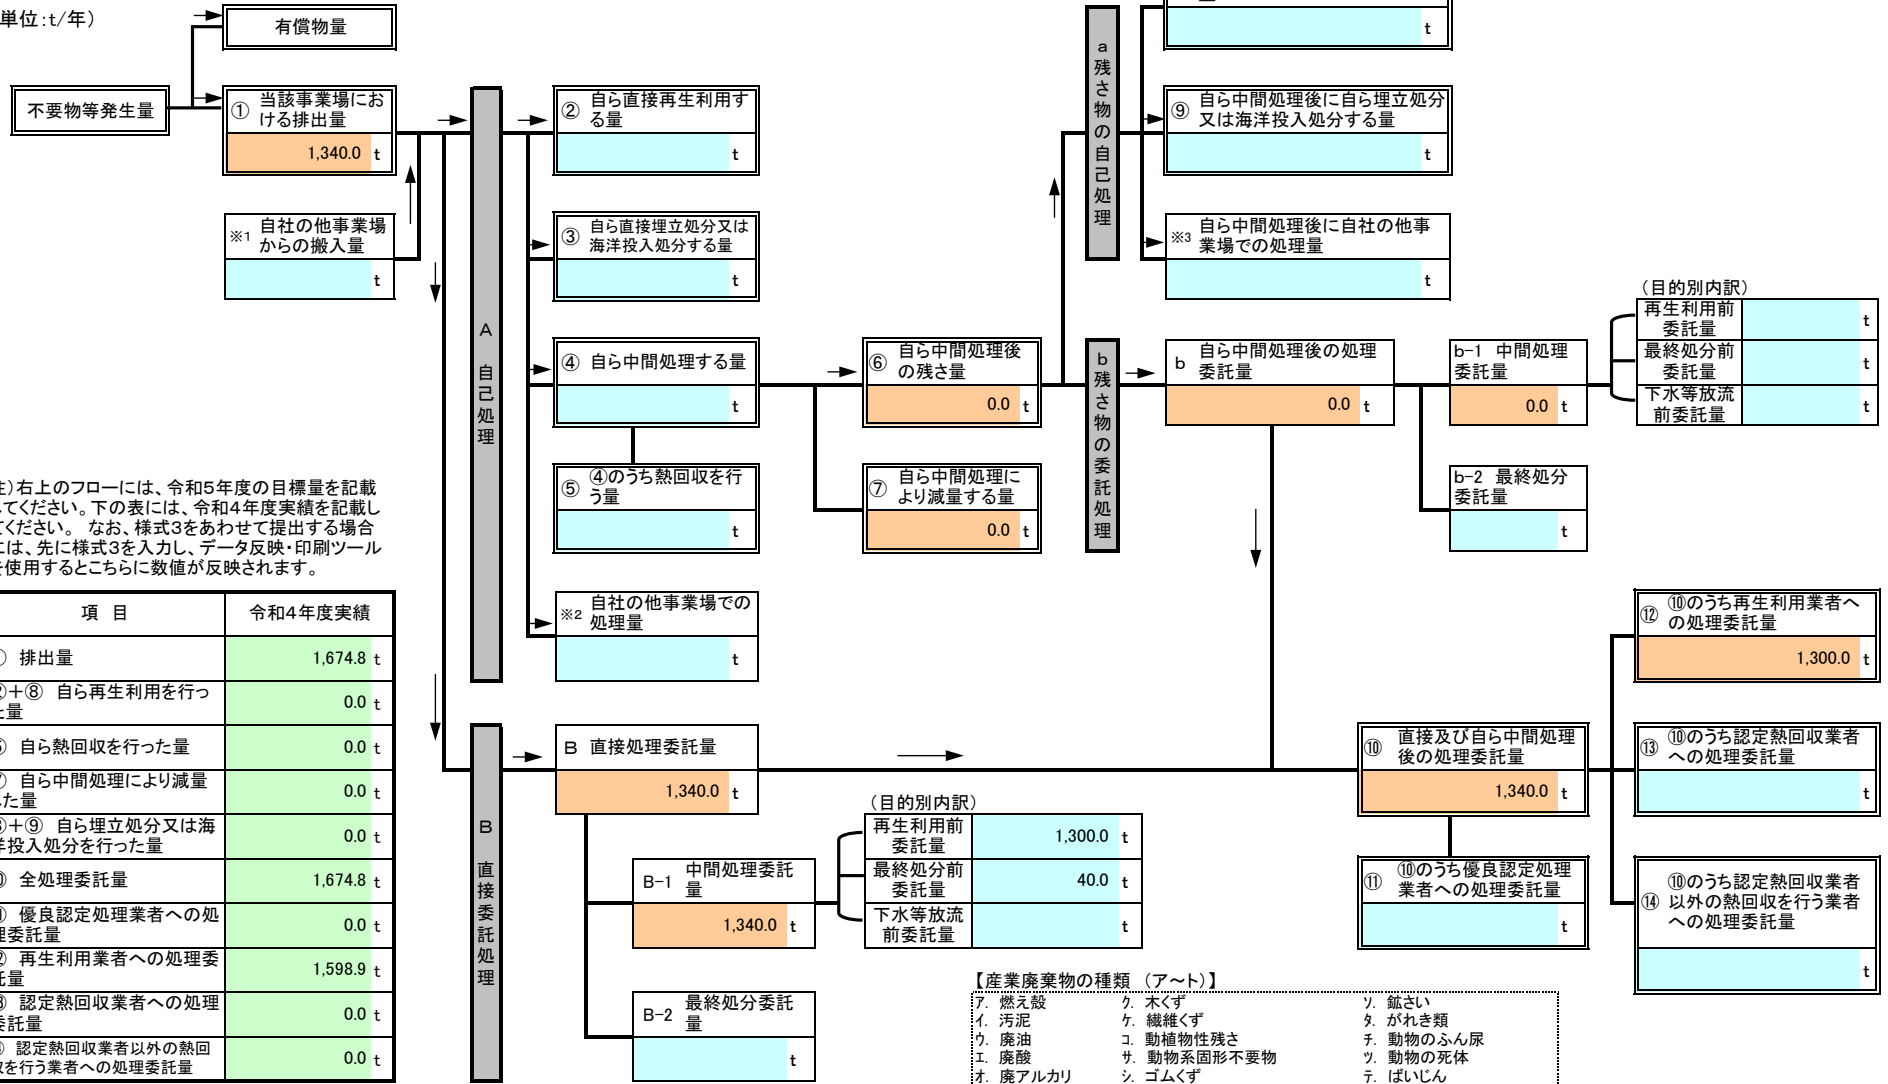 単位:t/年)
有償物量
不要物等発生量
① 当該事業場にお
ける排出量
1,340.0 t
※1 自社の他事業場
からの搬入量
t
A 自己処理
② 自ら直接再生利用す
る量
t
③ 自ら直接埋立処分又は
海洋投入処分する量
t
④ 自ら中間処理する量
t
⑤ ④のうち熱回収を行
う量
t
※2 自社の他事業場での
処理量
t
⑥ 自ら中間処理後
の残さ量
0.0 t
⑦ 自ら中間処理に
より減量する量
0.0 t
a 残さ物の自己処理
t
⑨ 自ら中間処理後に自ら埋立処分
又は海洋投入処分する量
t
※3 自ら中間処理後に自社の他事
業場での処理量
t
b 残さ物の委託処理
b 自ら中間処理後の処理
委託量
0.0 t
b-1 中間処理
委託量
0.0 t
b-2 最終処分
委託量
t
(目的別内訳)
再生利用前
委託量
t
最終処分前
委託量
t
下水等放流
前委託量
t
)右上のフローには、令和5年度の目標量を記載
てください。下の表には、令和4年度実績を記載し
ください。 なお、様式3をあわせて提出する場合
は、先に様式3を入力し、データ反映・印刷ツール
使用するとこちらに数値が反映されます。
項 目 令和4年度実績
排出量 1,674.8 t
+⑧ 自ら再生利用を行っ
量 0.0 t
自ら熱回収を行った量 0.0 t
自ら中間処理により減量
た量 0.0 t
+⑨ 自ら埋立処分又は海
投入処分を行った量 0.0 t
全処理委託量 1,674.8 t
優良認定処理業者への処
委託量 0.0 t
再生利用業者への処理委
量 1,598.9 t
認定熱回収業者への処理
託量 0.0 t
認定熱回収業者以外の熱回
を行う業者への処理委託量 0.0 t
B 直接委託処理
B 直接処理委託量
1,340.0 t
B-1 中間処理委託
量
1,340.0 t
B-2 最終処分委託
量
t
(目的別内訳)
再生利用前
委託量
1,300.0 t
最終処分前
委託量
40.0 t
下水等放流
前委託量
t
⑩ 直接及び自ら中間処理
後の処理委託量
1,340.0 t
⑪ ⑩のうち優良認定処理
業者への処理委託量
t
⑫ ⑩のうち再生利用業者へ
の処理委託量
1,300.0 t
⑬ ⑩のうち認定熱回収業者
への処理委託量
t
⑭ ⑩のうち認定熱回収業者
以外の熱回収を行う業者
への処理委託量
t
【産業廃棄物の種類 (ア~ト)】
ア. 燃え殻 ク. 木くず ソ. 鉱さい
イ. 汚泥 ケ. 繊維くず タ. がれき類
ウ. 廃油 コ. 動植物性残さ チ. 動物のふん尿
エ. 廃酸 サ. 動物系固形不要物 ツ. 動物の死体
オ. 廃アルカリ シ. ゴムくず テ. ばいじん